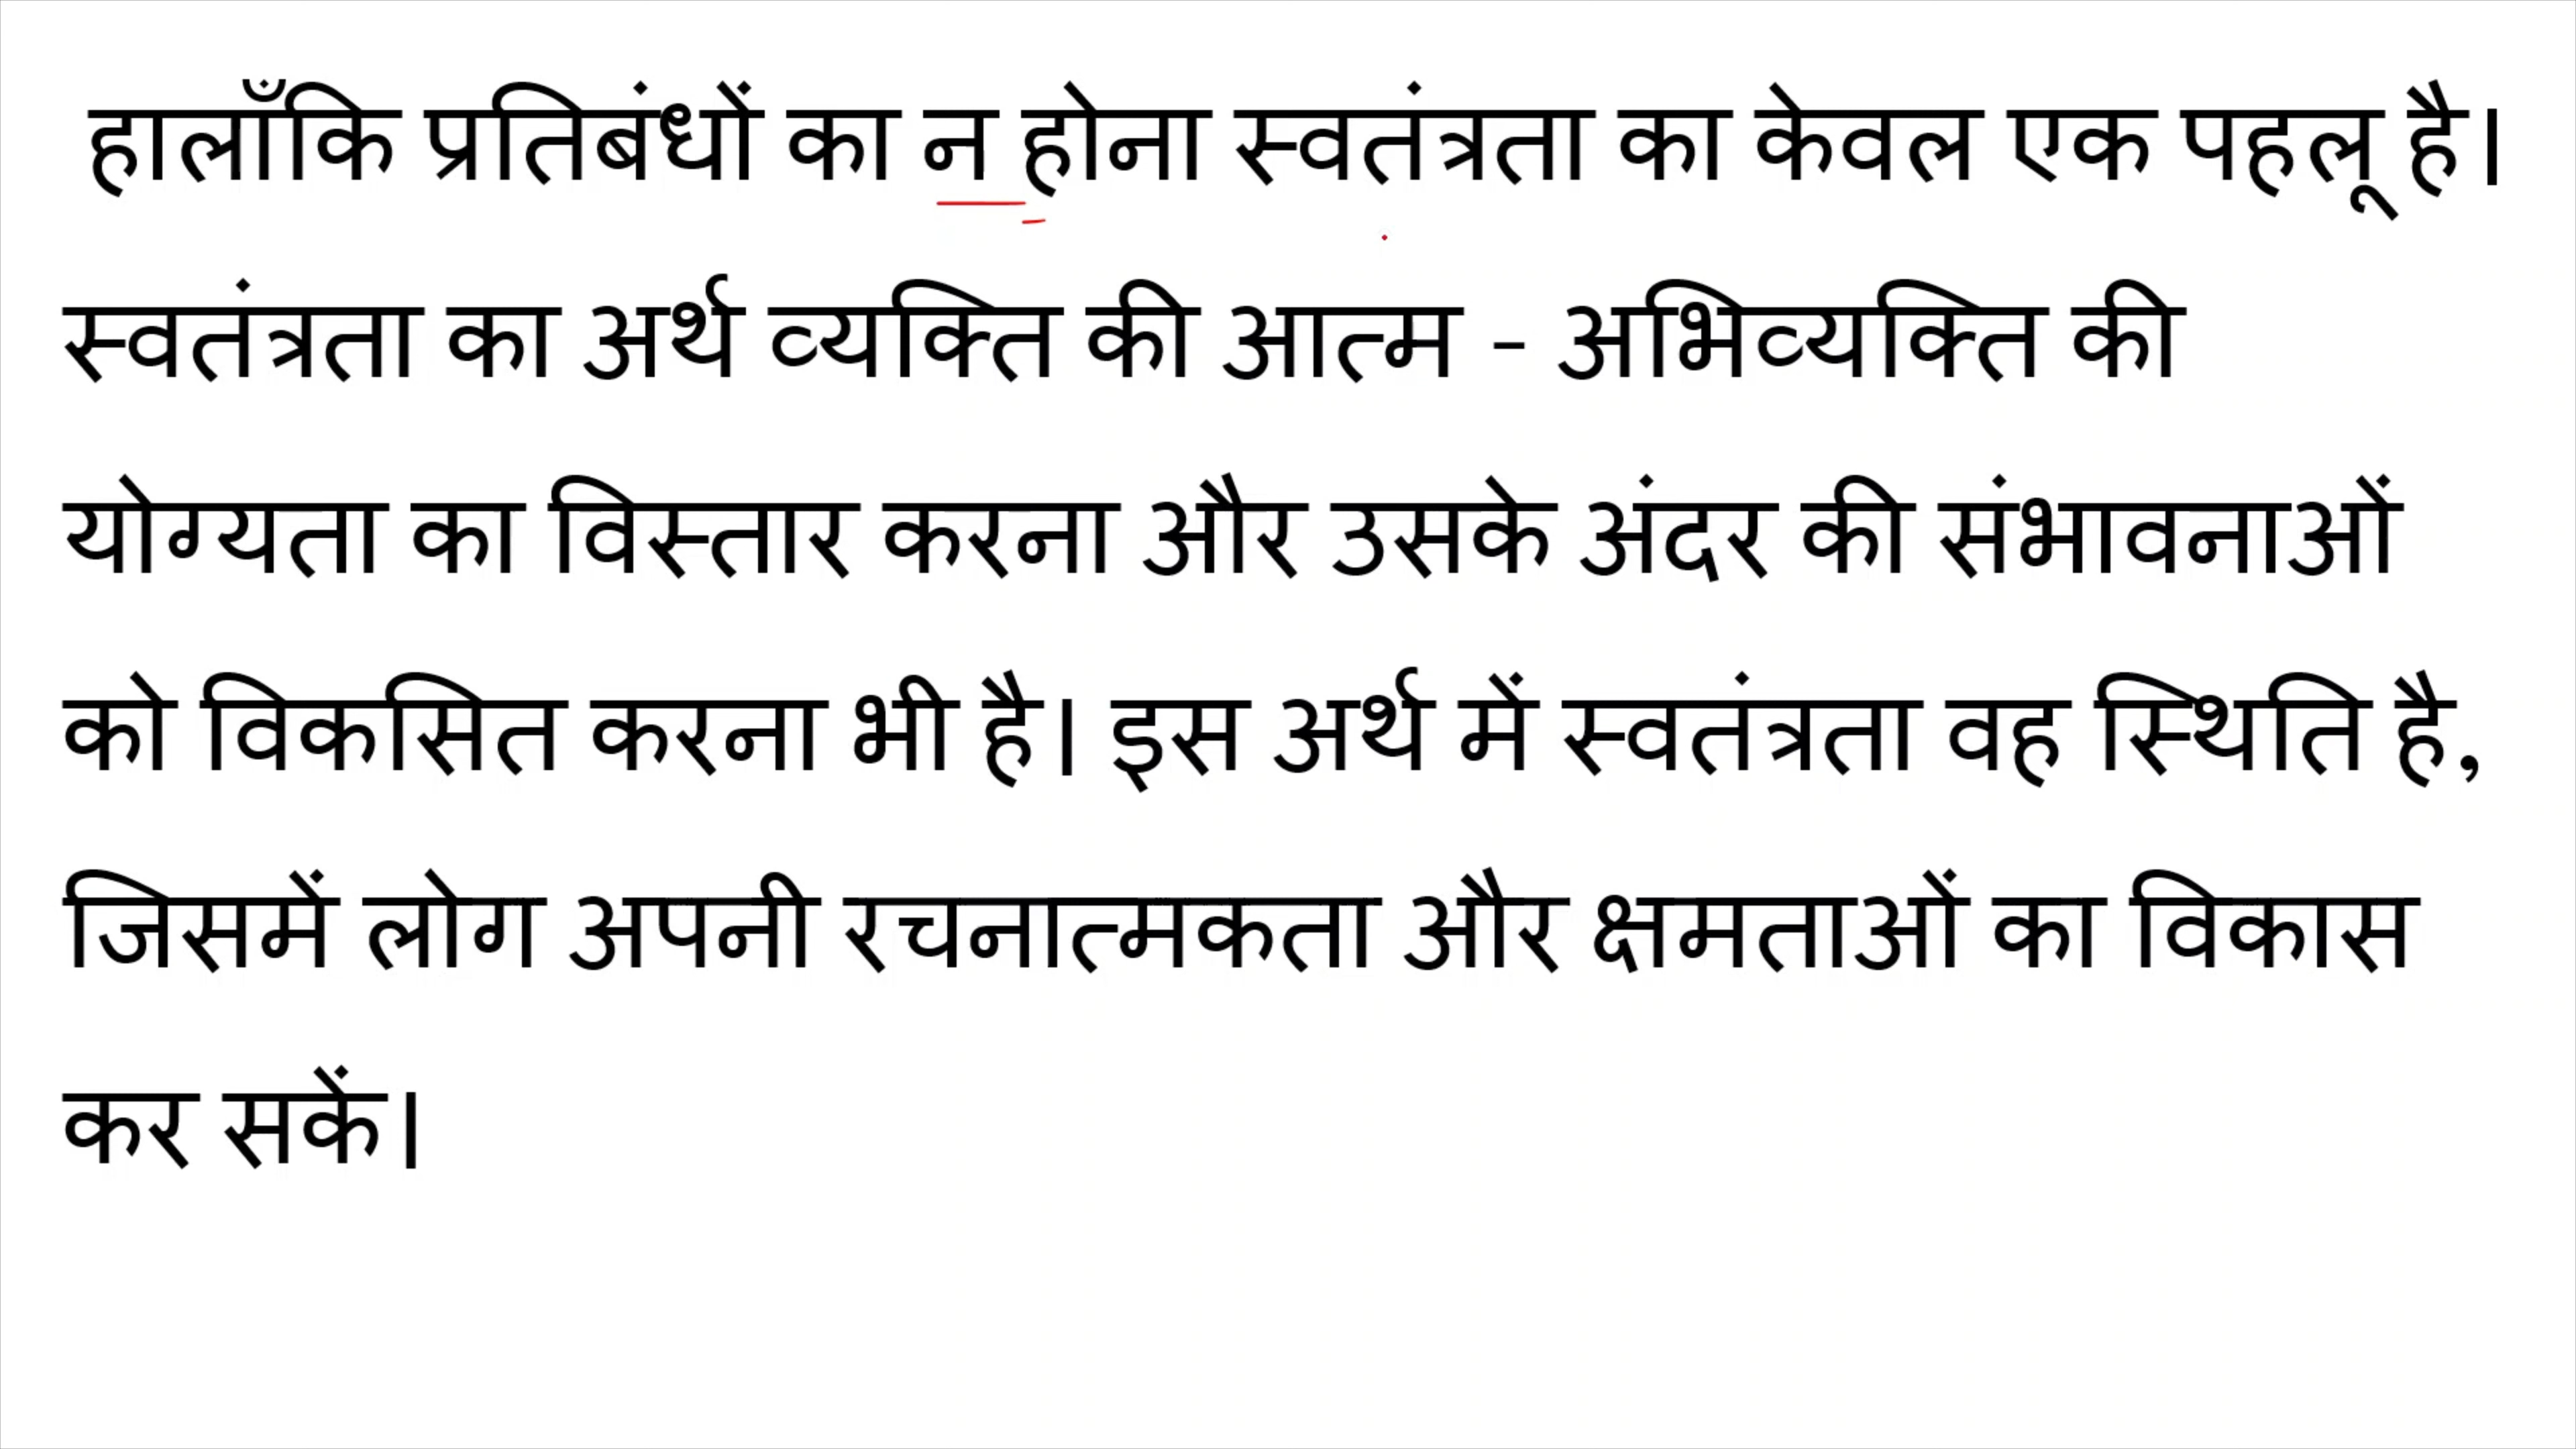 हालाँकि प्रतिबंधों का न होना स्वतंत्रता का केवल एक पहलू है।
स्वतंत्रता का अर्थ व्यक्ति की आत्म - अभिव्यक्ति की
योग्यता का विस्तार करना और उसके अंदर की संभावनाओं
को विकसित करना भी है। इस अर्थ में स्वतंत्रता वह स्थिति है,
जिसमें लोग अपनी रचनात्मकता और क्षमताओं का विकास
कर सकें।